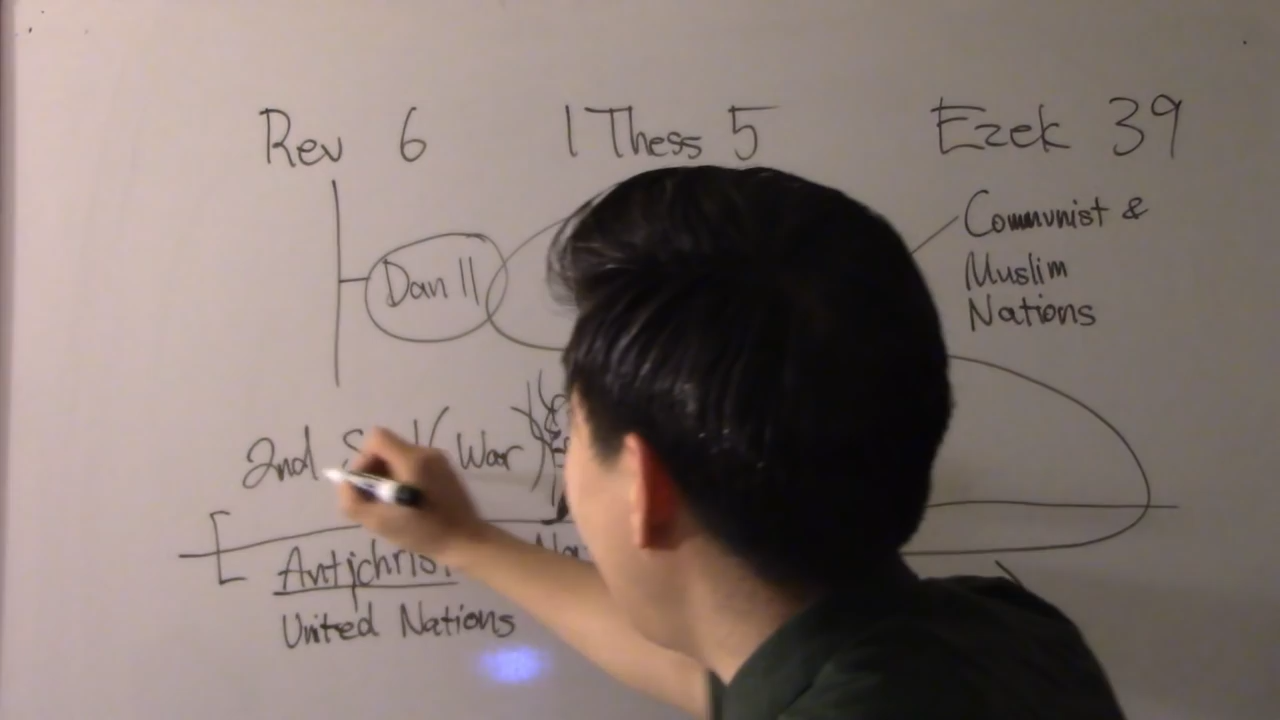 Rev 6 1 Thess 5 Ezek 39
Communist &
Dan 11 Muslim
Nations
2nd (War)
Antichrist
United Nations